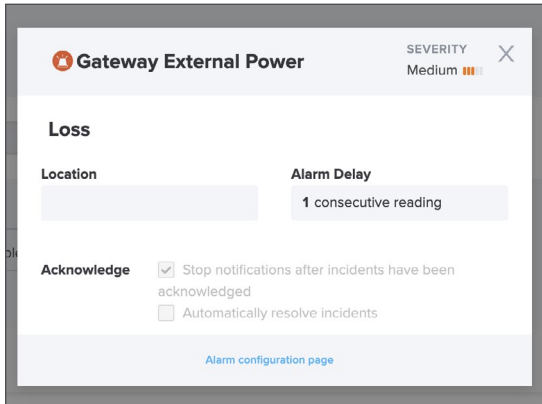 Gateway External Power
SEVERITY
Medium
Loss
Location
Alarm Delay
1 consecutive reading
Acknowledge
Stop notifications after incidents have been
acknowledged
Automatically resolve incidents
Alarm configuration page